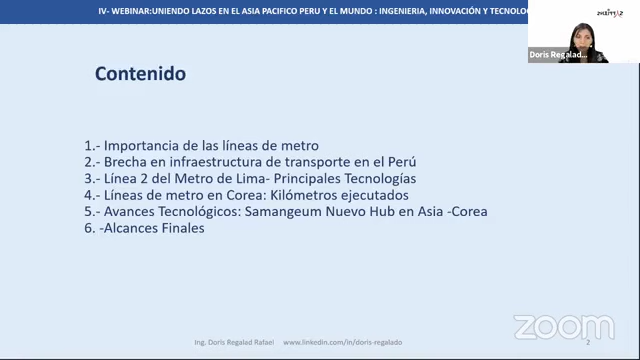 IV- WEBINAR:UNIENDO LAZOS EN EL ASIA PACIFICO PERU Y EL MUNDO : INGENIERIA, INNOVACIÓN Y TECNOLOG
Doris Regalad...
Contenido
1.- Importancia de las líneas de metro
2.- Brecha en infraestructura de transporte en el Perú
3.- Línea 2 del Metro de Lima- Principales Tecnologías
4.- Líneas de metro en Corea: Kilómetros ejecutados
5.- Avances Tecnológicos: Samangeum Nuevo Hub en Asia -Corea
6. -Alcances Finales
zoom
Ing. Doris Regalad Rafael www.linkedin.com/in/doris-regalado 2